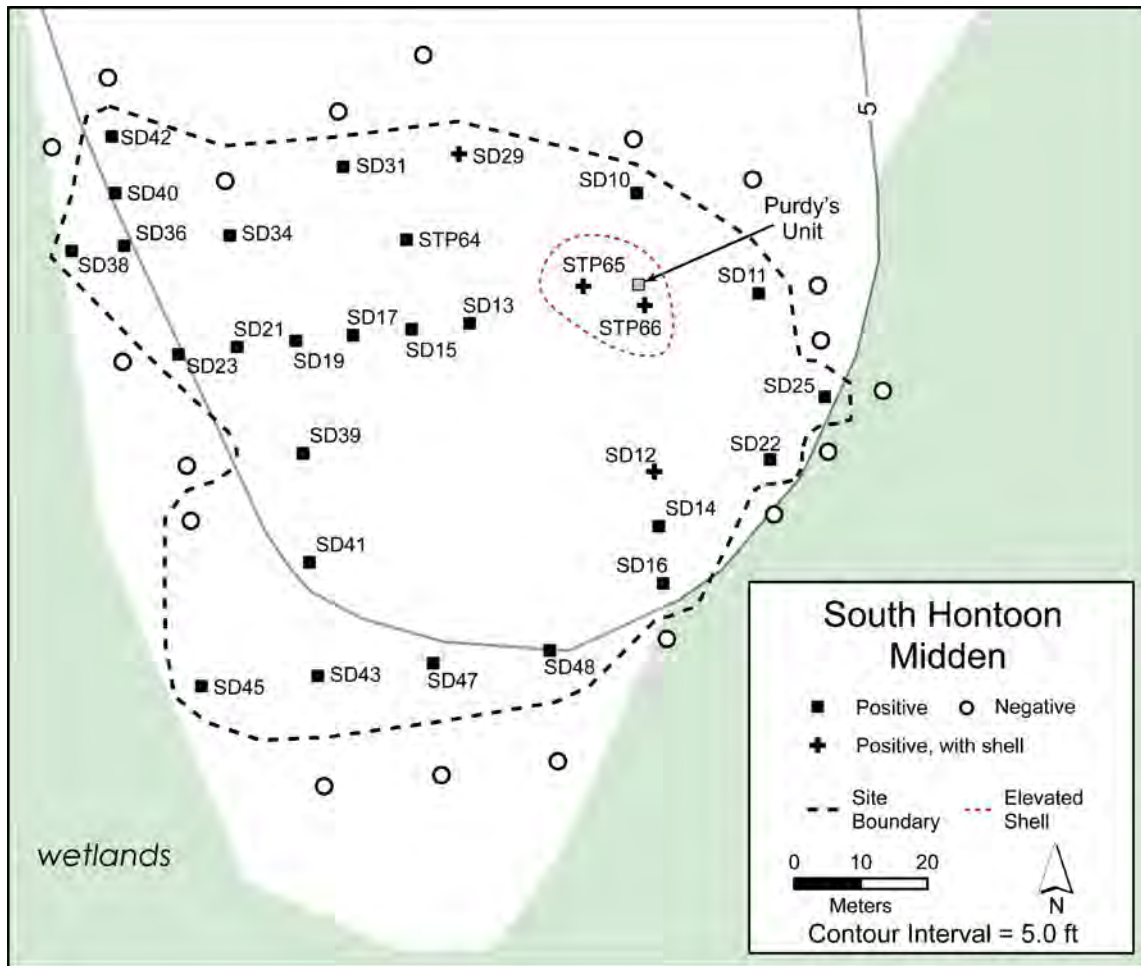 5
SD42
SD31
SD29
SD10
SD40
Purdy's
Unit
SD36
SD34
STP64
SD38
STP65
SD11
STP66
SD13
SD17
SD21
SD15
SD19
SD23
SD25
SD39
SD12
SD22
SD14
SD41
SD16
SD48
SD43
SD47
SD45
wetlands
South Hontoon
Midden
Positive Negative
Positive, with shell
Site
Boundary
Elevated
Shell
0 10 20
Meters
N
Contour Interval = 5.0 ft